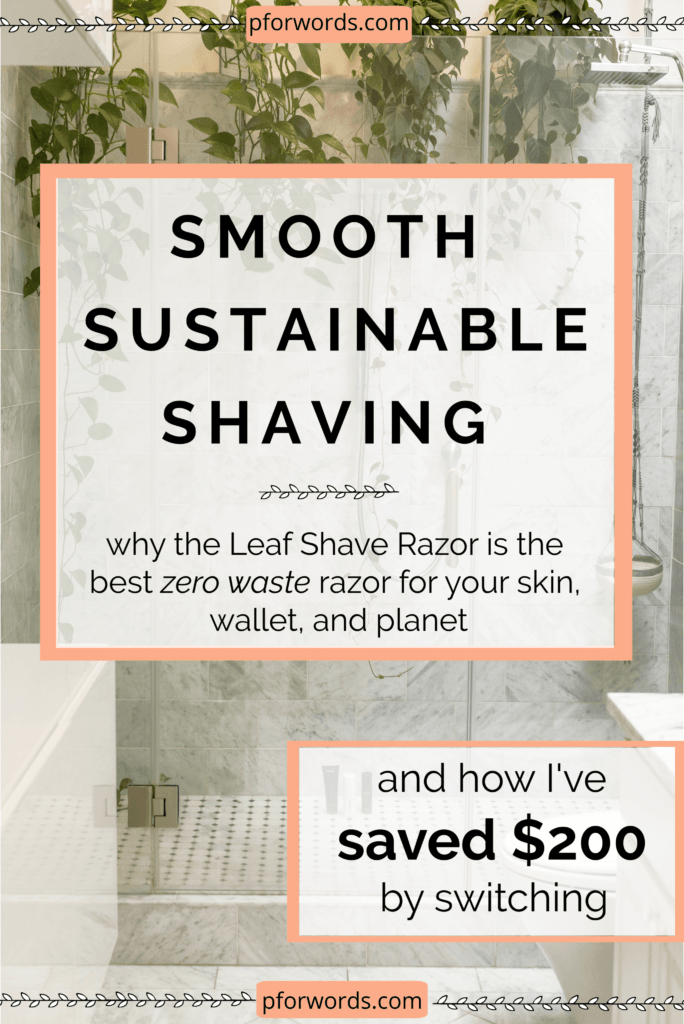 pforwords.com
SMOOTH
SUSTAINABLE
SHAVING
why the Leaf Shave Razor is the
best zero waste razor for your skin,
wallet, and planet
and how I've
saved $200
by switching
pforwords.com